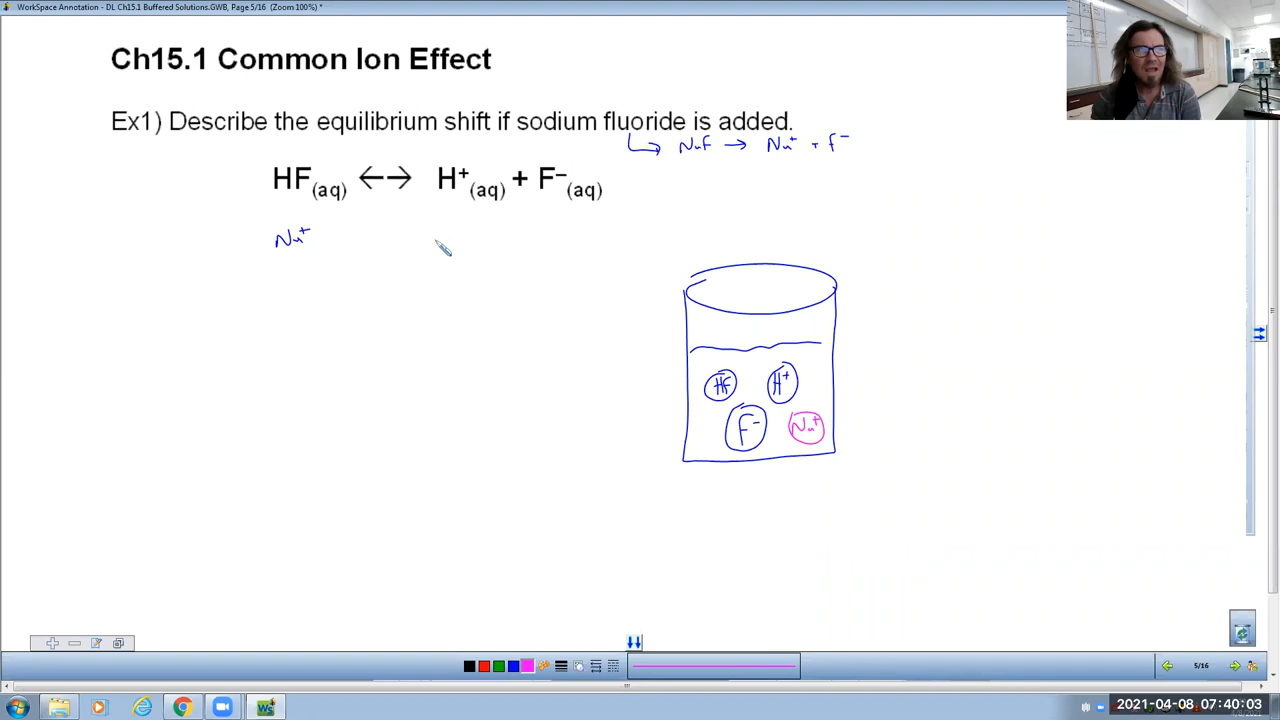 WorkSpace Annotation - DL Ch15.1 Buffered Solutions.GWB, Page 5/16 (Zoom 100%) *
Ch15.1 Common Ion Effect
Ex1) Describe the equilibrium shift if sodium fluoride is added.
NaF → Na⁺ + F⁻
HF(aq) ←→ H⁺(aq) + F⁻(aq)
Na⁺
HF H⁺
F⁻ Na⁺
5/16
2021-04-08 07:40:03